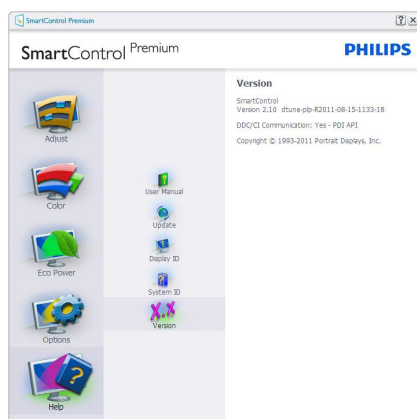 SmartControl Premium
SmartControl Premium
PHILIPS
Adjust
Color
Eco Power
Options
Help
User Manual
Update
Display ID
System ID
X.X
Version
Version
SmartControl
Version 2.10 dtune-plp-R2011-08-15-1133-18
DDC/CI Communication: Yes - PDI API
Copyright © 1993-2011 Portrait Displays, Inc.